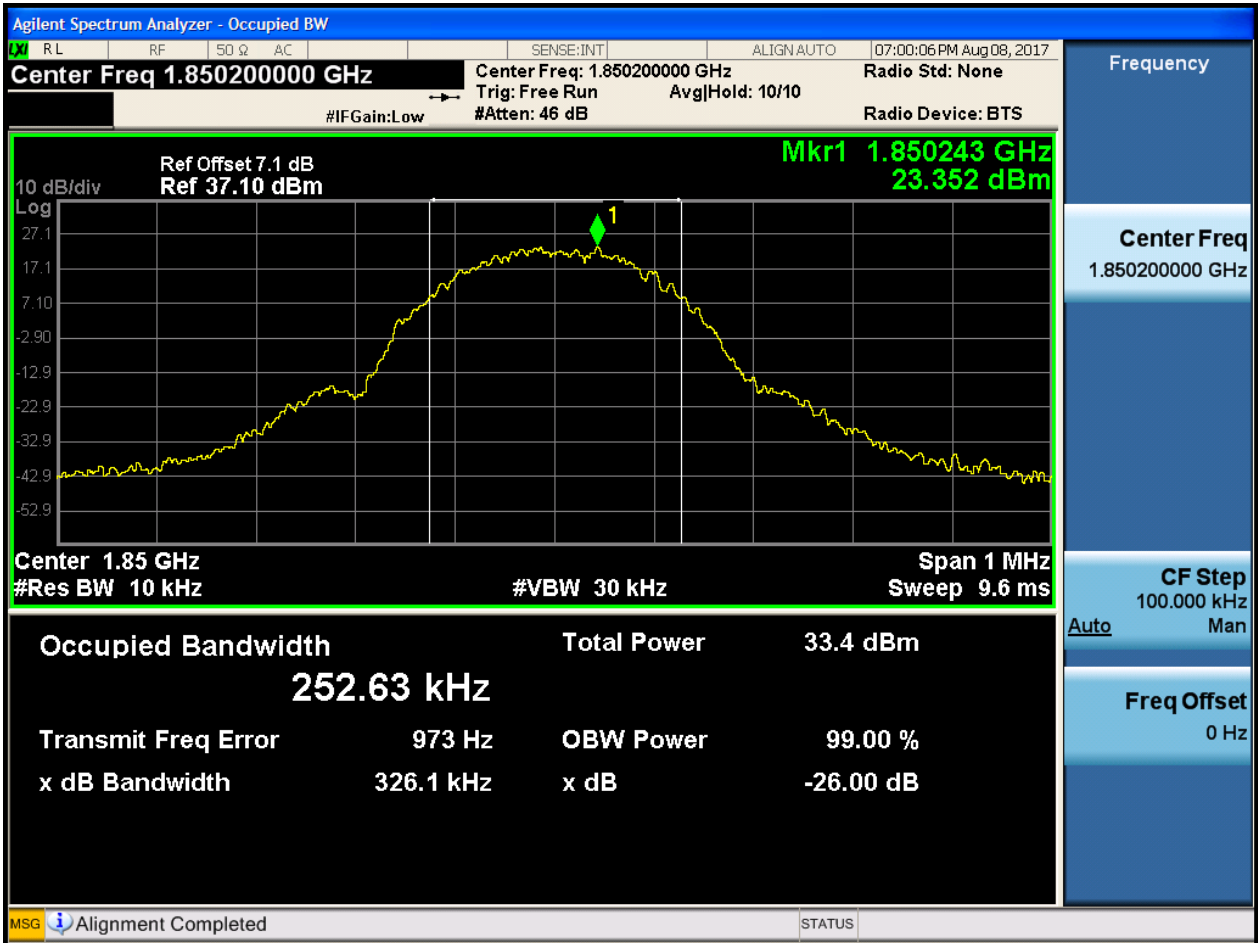 Agilent Spectrum Analyzer - Occupied BW
LXI RL RF 50 Ω AC SENSE:INT ALIGN AUTO 07:00:06 PM Aug 08, 2017
Center Freq 1.850200000 GHz
Center Freq: 1.850200000 GHz
Radio Std: None
Trig: Free Run Avg|Hold: 10/10
#IFGain:Low
#Atten: 46 dB
Radio Device: BTS
Mkr1 1.850243 GHz
23.352 dBm
Ref Offset 7.1 dB
10 dB/div Ref 37.10 dBm
Log
1
27.1
17.1
7.10
-2.90
-12.9
-22.9
-32.9
-42.9
-52.9
Center 1.85 GHz Span 1 MHz
#Res BW 10 kHz #VBW 30 kHz Sweep 9.6 ms
Occupied Bandwidth Total Power 33.4 dBm
252.63 kHz
Transmit Freq Error 973 Hz OBW Power 99.00 %
x dB Bandwidth 326.1 kHz x dB -26.00 dB
Frequency
Center Freq
1.850200000 GHz
CF Step
100.000 kHz
Auto Man
Freq Offset
0 Hz
MSG Alignment Completed STATUS